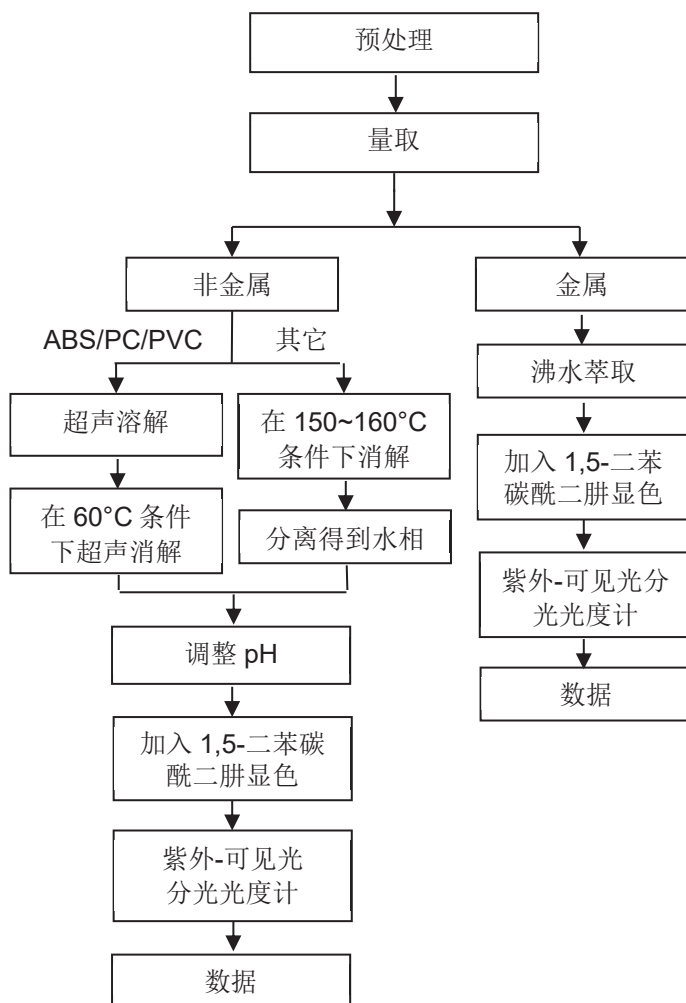 预处理
量取
非金属
金属
ABS/PC/PVC
其它
超声溶解
在 60°C 条件
下超声消解
在 150~160°C
条件下消解
分离得到水相
调整 pH
加入 1,5-二苯碳
酰二肼显色
紫外-可见光
分光光度计
数据
沸水萃取
加入 1,5-二苯
碳酰二肼显色
紫外-可见光分
光光度计
数据